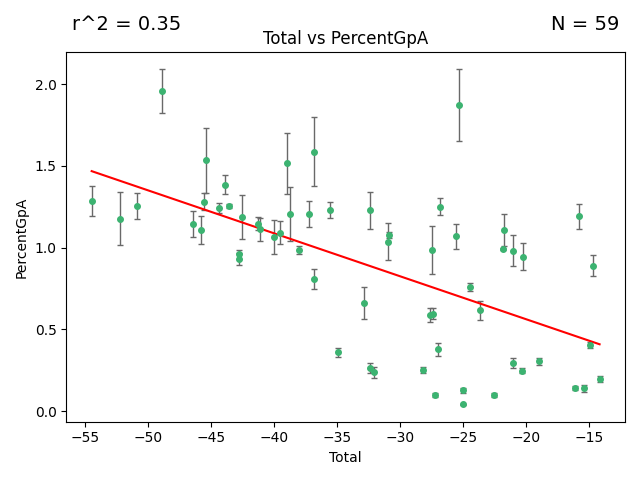 r^2 = 0.35
N = 59
Total vs PercentGpA
PercentGpA
2.0
1.5
1.0
0.5
0.0
−55 −50 −45 −40 −35 −30 −25 −20 −15
Total